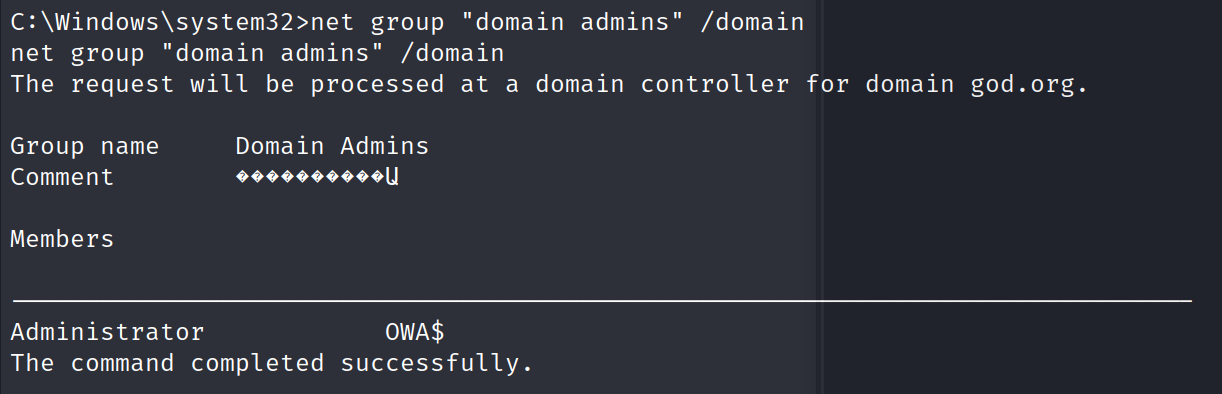 C:\Windows\system32>net group "domain admins" /domain
net group "domain admins" /domain
The request will be processed at a domain controller for domain god.org.
Group name     Domain Admins
Comment        ����������Ա
Members
Administrator            OWA$
The command completed successfully.